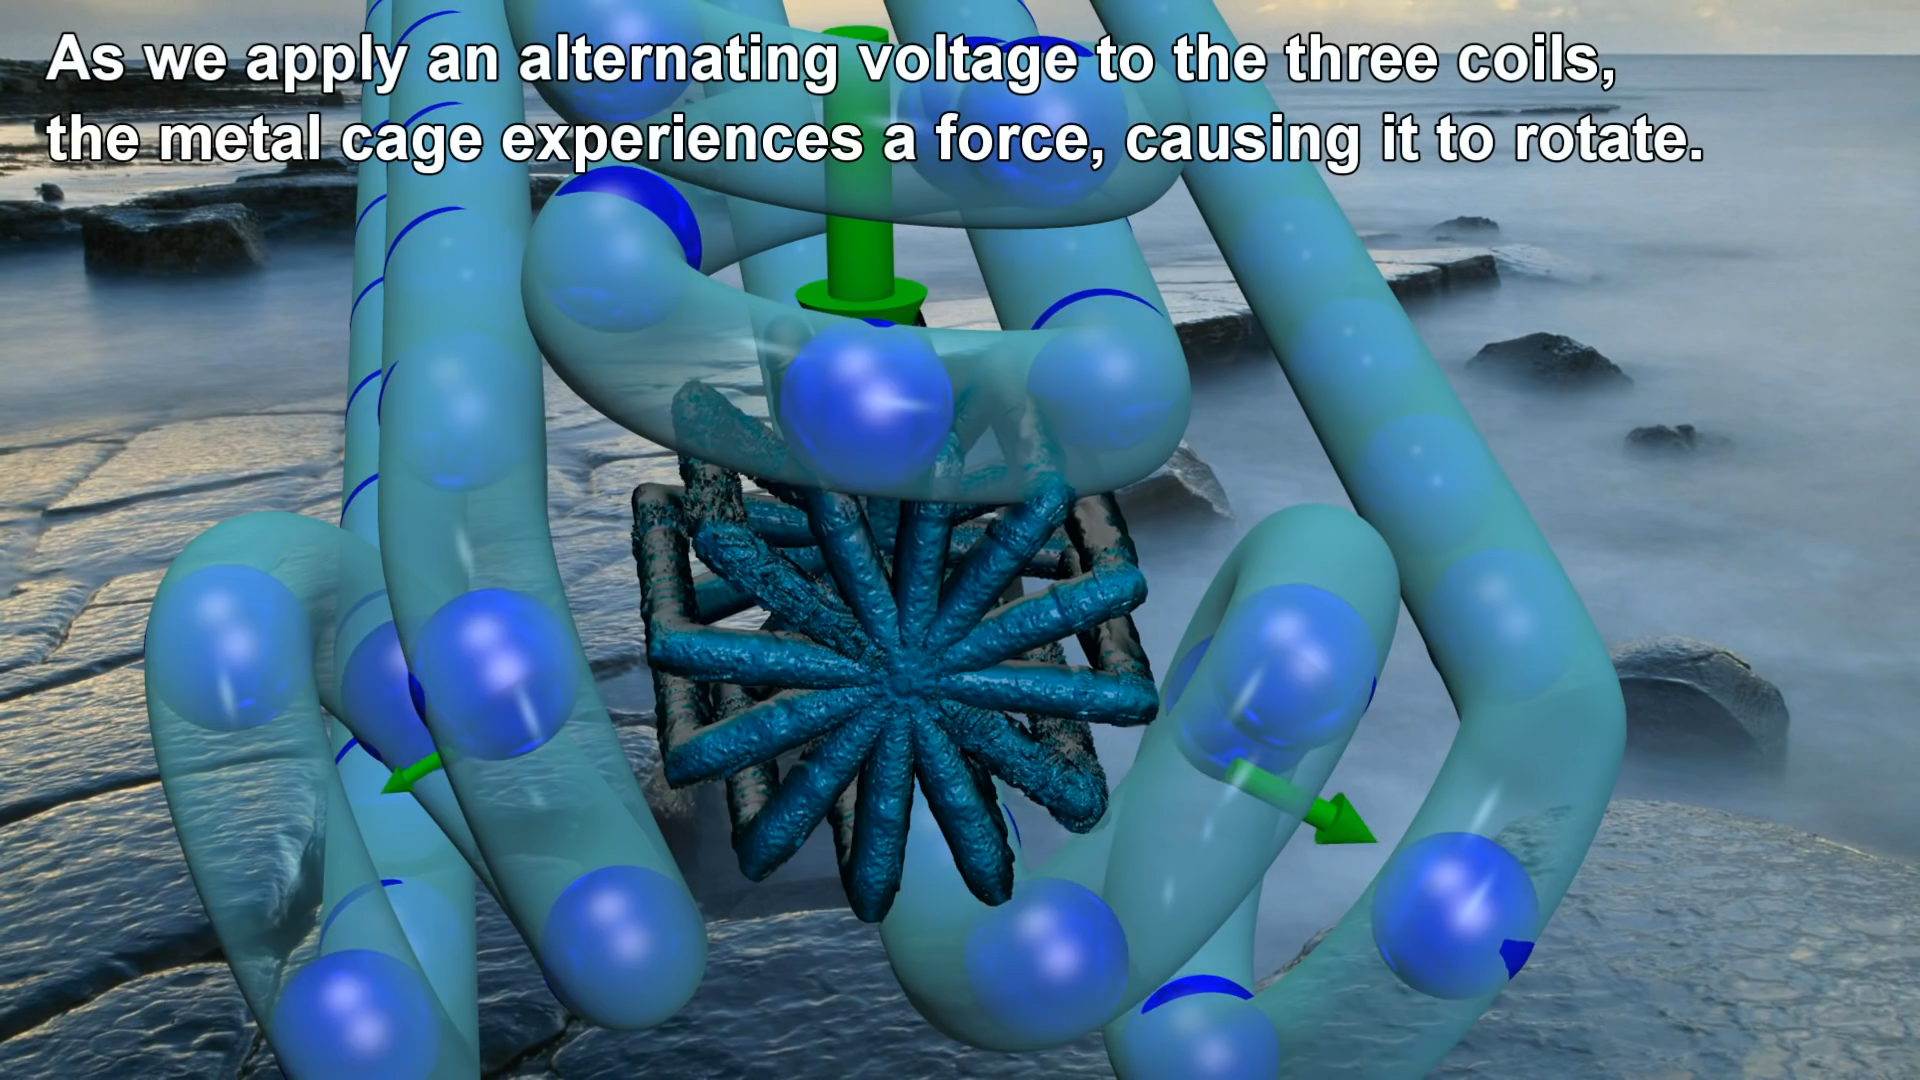 As we apply an alternating voltage to the three coils,
the metal cage experiences a force, causing it to rotate.